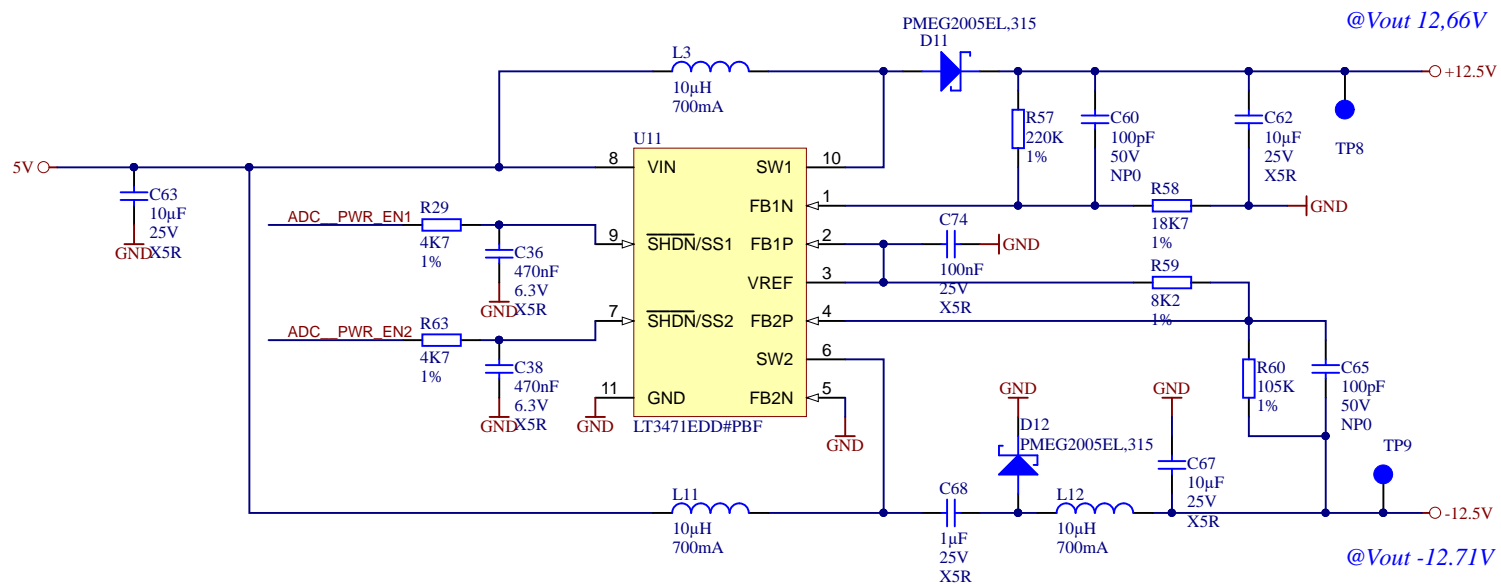 @Vout 12,66V
PMEG2005EL,315
D11
L3
10µH
700mA
+12.5V
R57
220K
1%
C60
100pF
50V
NP0
C62
10µF
25V
X5R
TP8
U11
5V
8
VIN
SW1
10
C63
10µF
25V
X5R
GND
FB1N
1
R58
18K7
1%
GND
ADC__PWR_EN1
R29
4K7
1%
9
SHDN/SS1
FB1P
2
C74
100nF
25V
X5R
GND
C36
470nF
6.3V
X5R
GND
VREF
3
R59
8K2
1%
ADC__PWR_EN2
R63
4K7
1%
7
SHDN/SS2
FB2P
4
C38
470nF
6.3V
X5R
GND
SW2
6
R60
105K
1%
C65
100pF
50V
NP0
11
GND
FB2N
5
GND
LT3471EDD#PBF
GND
GND
D12
PMEG2005EL,315
GND
C67
10µF
25V
X5R
TP9
L11
10µH
700mA
C68
1µF
25V
X5R
L12
10µH
700mA
-12.5V
@Vout -12.71V